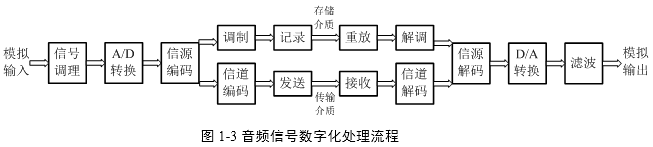 存储
介质
调制
记录
重放
解调
模拟
输入
信号
调理
A/D
转换
信源
编码
信源
解码
D/A
转换
滤波
模拟
输出
信道
编码
发送
接收
信道
解码
传输
介质
图 1-3 音频信号数字化处理流程